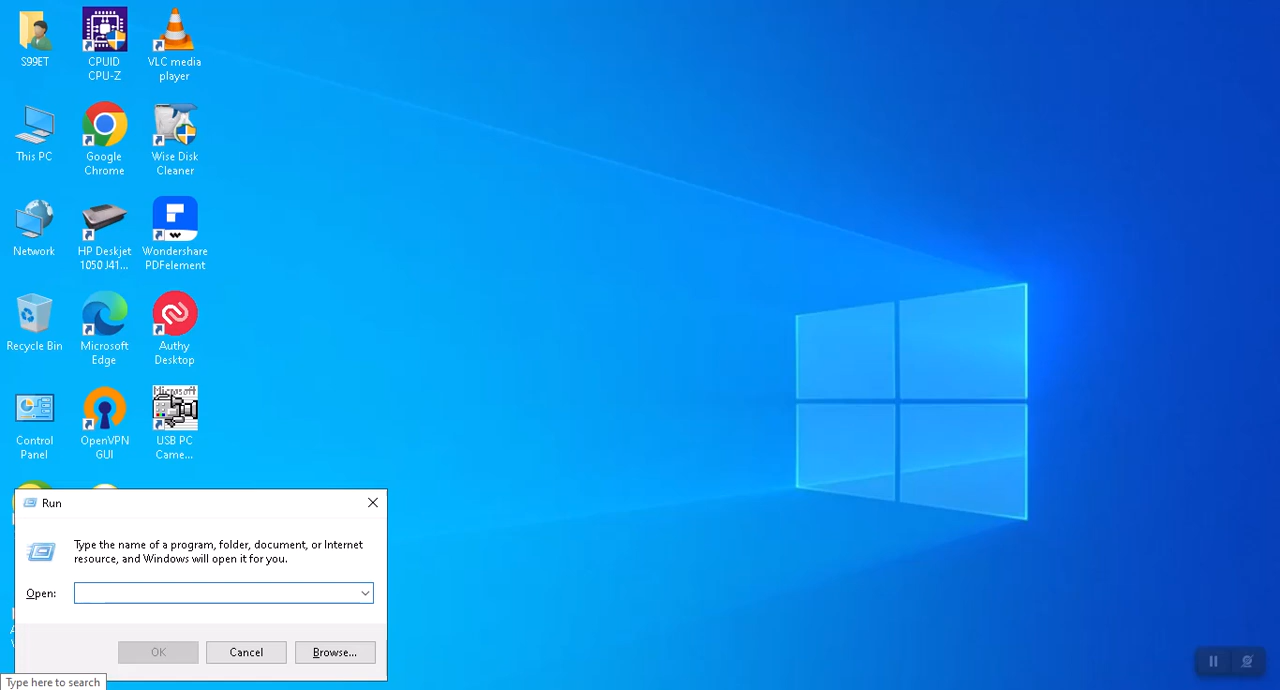 S99ET
CPUID
CPU-Z
VLC media
player
This PC
Google
Chrome
Wise Disk
Cleaner
Network
HP Deskjet
1050 J41...
Wondershare
PDFelement
Recycle Bin
Microsoft
Edge
Authy
Desktop
Control
Panel
OpenVPN
GUI
Microsoft
USB PC
Came...
Run
Type the name of a program, folder, document, or Internet
resource, and Windows will open it for you.
Open:
OK
Cancel
Browse...
Type here to search